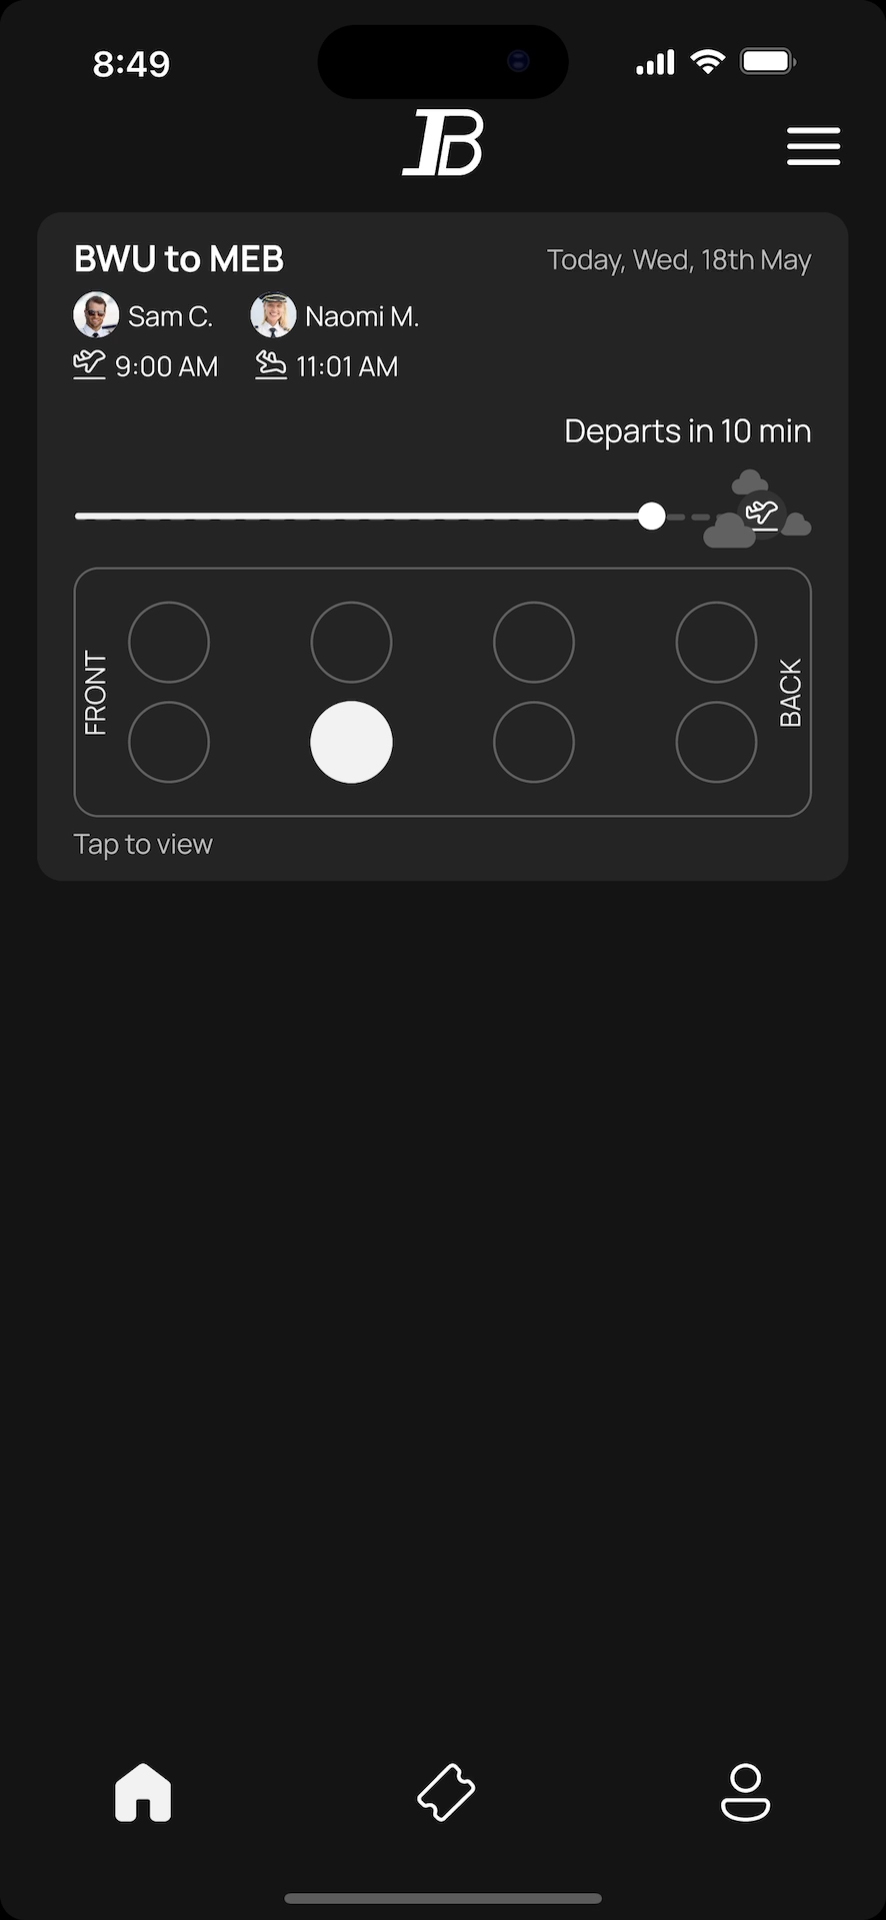 8:49
IB
BWU to MEB Today, Wed, 18th May
Sam C. Naomi M.
9:00 AM 11:01 AM
Departs in 10 min
FRONT
BACK
Tap to view